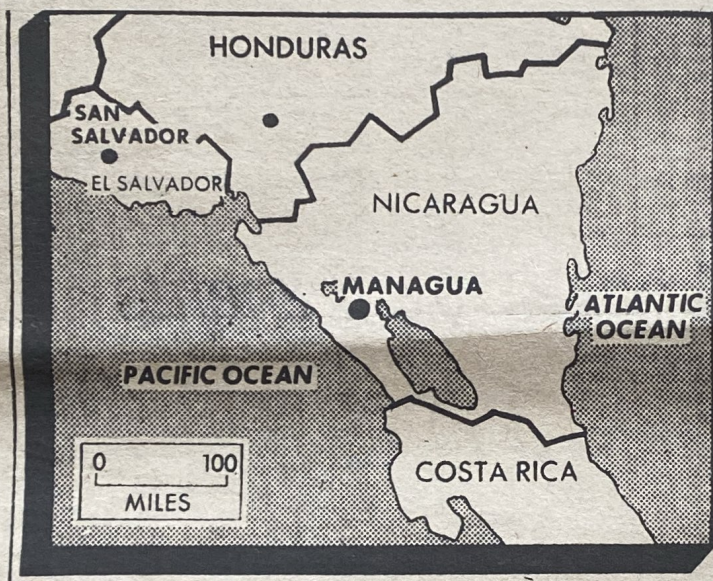 HONDURAS
SAN
SALVADOR
EL SALVADOR
NICARAGUA
MANAGUA
ATLANTIC
OCEAN
PACIFIC OCEAN
0 100
MILES
COSTA RICA